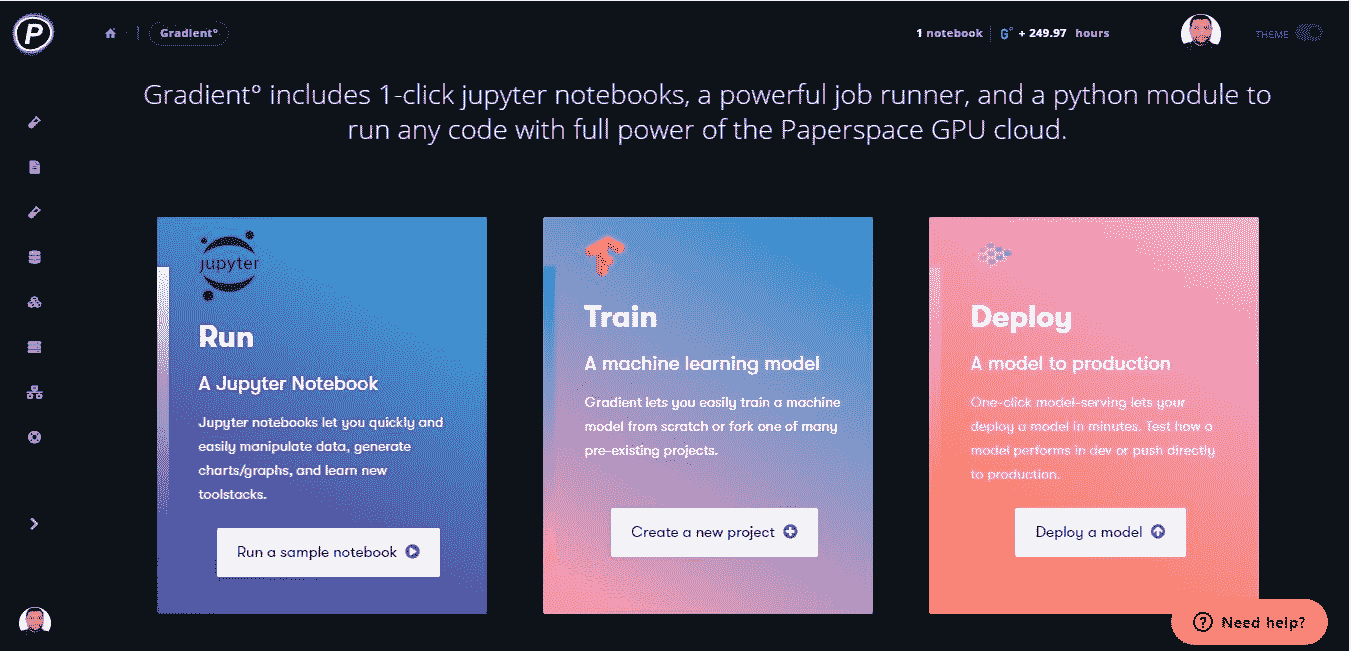 P
Gradient°
1 notebook
G° + 249.97 hours
THEME
Gradient° includes 1-click jupyter notebooks, a powerful job runner, and a python module to
run any code with full power of the Paperspace GPU cloud.
jupyter
Run
A Jupyter Notebook
Jupyter notebooks let you quickly and
easily manipulate data, generate
charts/graphs, and learn new
toolstacks.
Run a sample notebook
Train
A machine learning model
Gradient lets you easily train a machine
model from scratch or fork one of many
pre-existing projects.
Create a new project
Deploy
A model to production
One-click model-serving lets your
deploy a model in minutes. Test how a
model performs in dev or push directly
to production.
Deploy a model
Need help?